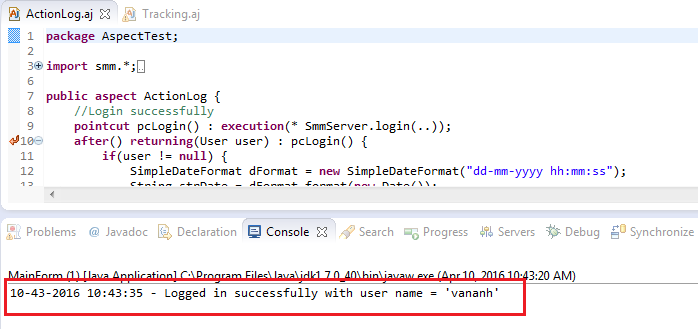 ActionLog.aj Tracking.aj
1 package AspectTest;
2
3 import smm.*;
6
7 public aspect ActionLog {
8 //Login successfully
9 pointcut pcLogin() : execution(* SmmServer.login(..));
10 after() returning(User user) : pcLogin() {
11 if(user != null) {
12 SimpleDateFormat dFormat = new SimpleDateFormat("dd-mm-yyyy hh:mm:ss");
13 String strDate = dFormat.format(new Date());
Problems @ Javadoc Declaration Console Search Progress Servers Debug Synchronize
MainForm (1) [Java Application] C:\Program Files\Java\jdk1.7.0_40\bin\javaw.exe (Apr 10, 2016 10:43:20 AM)
10-43-2016 10:43:35 - Logged in successfully with user name = 'vananh'